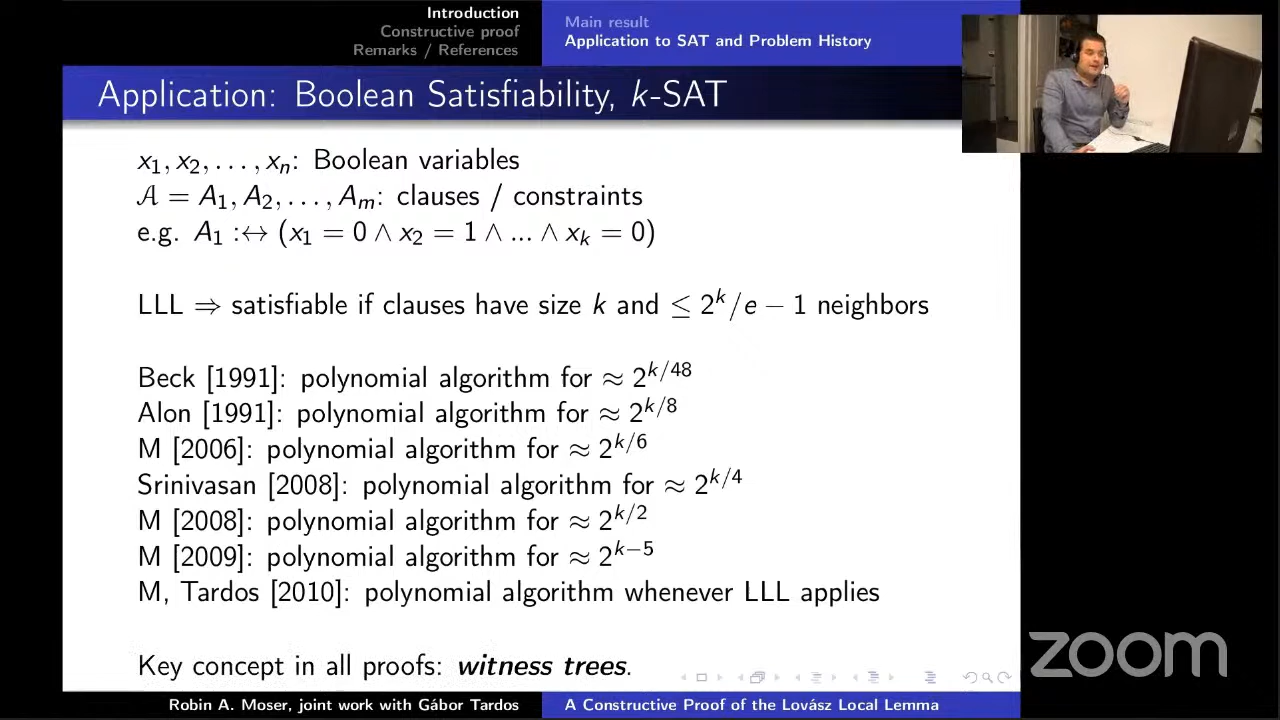 Introduction
Constructive proof
Remarks / References
Main result
Application to SAT and Problem History
Application: Boolean Satisfiability, k-SAT
x₁, x₂, . . . , xₙ: Boolean variables
𝒜 = A₁, A₂, . . . , Aₘ: clauses / constraints
e.g. A₁ :↔ (x₁ = 0 ∧ x₂ = 1 ∧ ... ∧ xₖ = 0)
LLL ⇒ satisfiable if clauses have size k and ≤ 2ᵏ/e − 1 neighbors
Beck [1991]: polynomial algorithm for ≈ 2^{k/48}
Alon [1991]: polynomial algorithm for ≈ 2^{k/8}
M [2006]: polynomial algorithm for ≈ 2^{k/6}
Srinivasan [2008]: polynomial algorithm for ≈ 2^{k/4}
M [2008]: polynomial algorithm for ≈ 2^{k/2}
M [2009]: polynomial algorithm for ≈ 2^{k−5}
M, Tardos [2010]: polynomial algorithm whenever LLL applies
Key concept in all proofs: witness trees.
Robin A. Moser, joint work with Gábor Tardos
A Constructive Proof of the Lovász Local Lemma
zoom